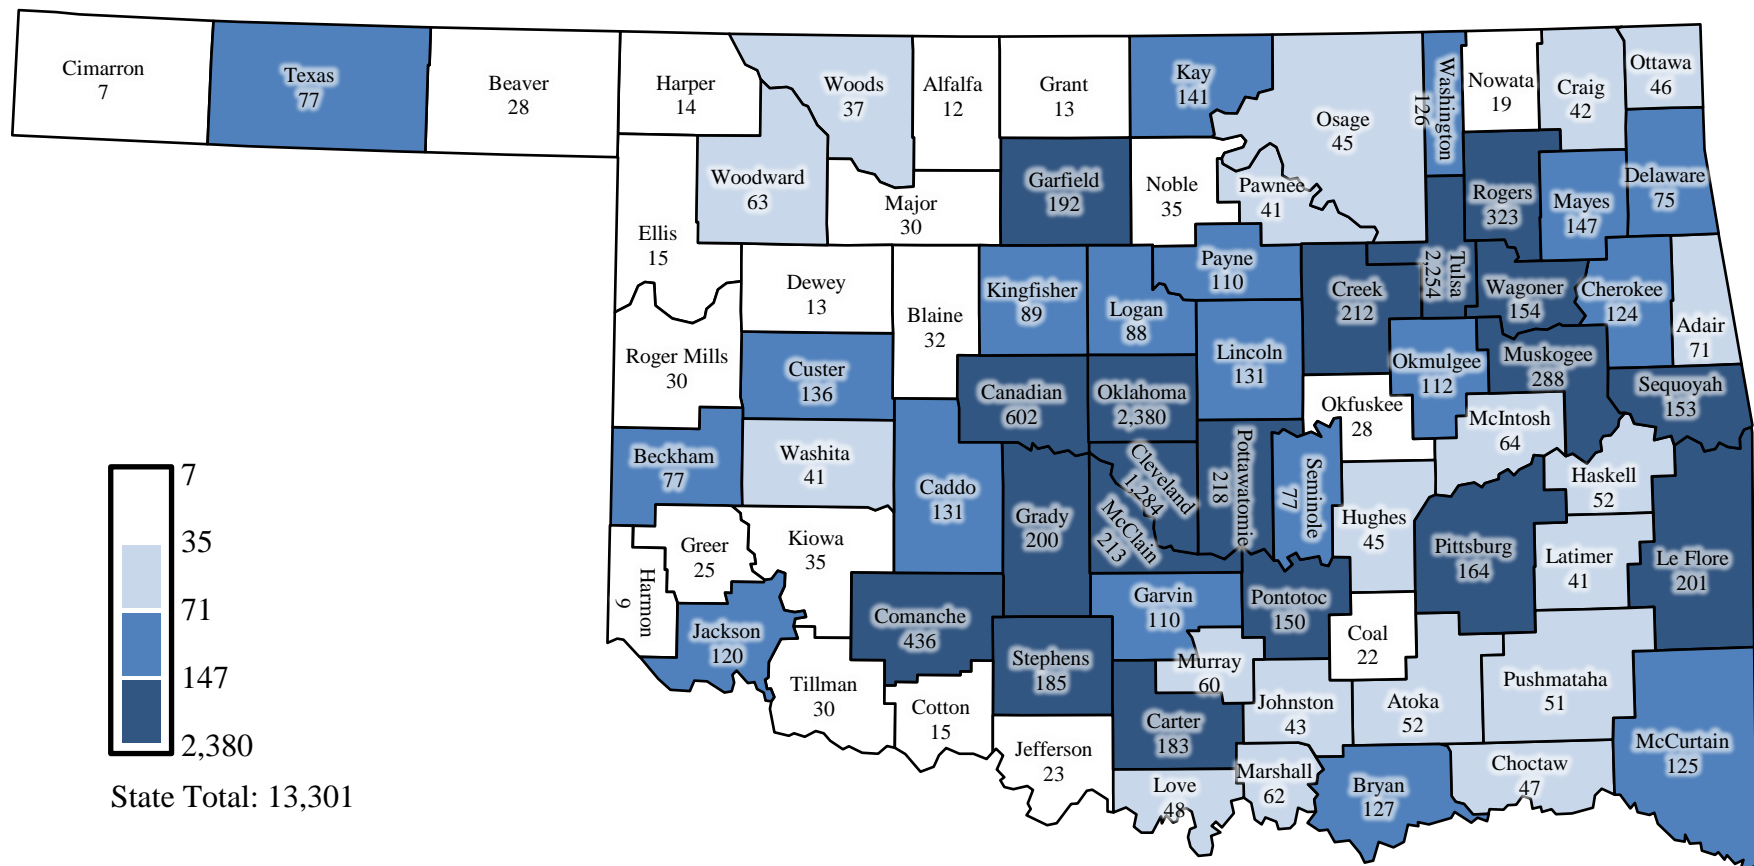 Cimarron
7
Texas
77
Beaver
28
Harper
14
Woods
37
Alfalfa
12
Grant
13
Kay
141
Osage
45
Washington
126
Nowata
19
Craig
42
Ottawa
46
Woodward
63
Major
30
Garfield
192
Noble
35
Pawnee
41
Rogers
323
Mayes
147
Delaware
75
Ellis
15
Dewey
13
Blaine
32
Kingfisher
89
Logan
88
Payne
110
Creek
212
Tulsa
2,254
Wagoner
154
Cherokee
124
Adair
71
Roger Mills
30
Custer
136
Canadian
602
Oklahoma
2,380
Lincoln
131
Okfuskee
28
Okmulgee
112
Muskogee
288
Sequoyah
153
Beckham
77
Washita
41
Caddo
131
Grady
200
Cleveland
1,284
McClain
213
Pottawatomie
218
Seminole
77
Hughes
45
McIntosh
64
Haskell
52
Pittsburg
164
Latimer
41
Le Flore
201
Greer
25
Kiowa
35
Harmon
9
Jackson
120
Comanche
436
Stephens
185
Garvin
110
Pontotoc
150
Coal
22
Murray
60
Tillman
30
Cotton
15
Jefferson
23
Carter
183
Johnston
43
Atoka
52
Pushmataha
51
McCurtain
125
Love
48
Marshall
62
Bryan
127
Choctaw
47
7
35
71
147
2,380
State Total: 13,301